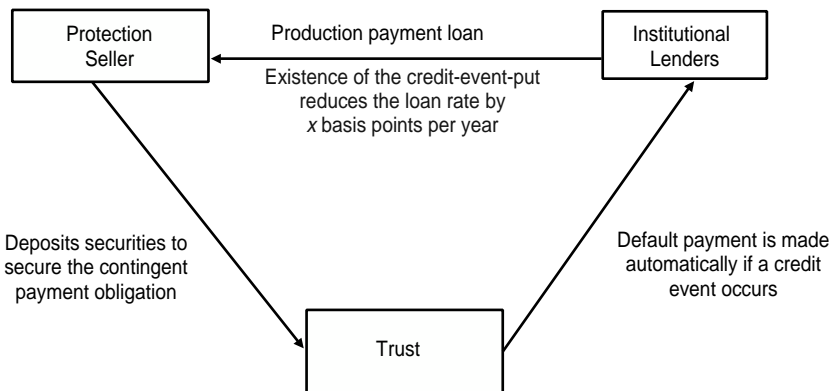 Protection
Seller
Production payment loan
Institutional
Lenders
Existence of the credit-event-put
reduces the loan rate by
x basis points per year
Deposits securities to
secure the contingent
payment obligation
Default payment is made
automatically if a credit
event occurs
Trust